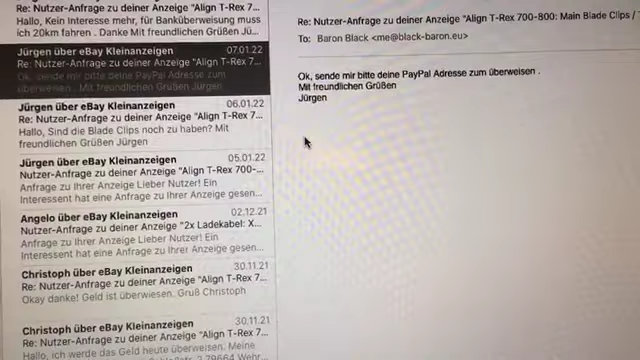 Re: Nutzer-Anfrage zu deiner Anzeige "Align T-Rex 7...
Hallo, Kein Interesse mehr, für Banküberweisung muss
ich 20km fahren . Danke Mit freundlichen Grüßen Jü...
Jürgen über eBay Kleinanzeigen 07.01.22
Re: Nutzer-Anfrage zu deiner Anzeige "Align T-Rex 7...
Ok, sende mir bitte deine PayPal Adresse zum
überweisen . Mit freundlichen Grüßen Jürgen
Jürgen über eBay Kleinanzeigen 06.01.22
Re: Nutzer-Anfrage zu deiner Anzeige "Align T-Rex 7...
Hallo, Sind die Blade Clips noch zu haben? Mit
freundlichen Grüßen Jürgen
Jürgen über eBay Kleinanzeigen 05.01.22
Nutzer-Anfrage zu deiner Anzeige "Align T-Rex 700-...
Anfrage zu Ihrer Anzeige Lieber Nutzer! Ein
Interessent hat eine Anfrage zu Ihrer Anzeige gesen...
Angelo über eBay Kleinanzeigen 02.12.21
Nutzer-Anfrage zu deiner Anzeige "2x Ladekabel: X...
Anfrage zu Ihrer Anzeige Lieber Nutzer! Ein
Interessent hat eine Anfrage zu Ihrer Anzeige gesen...
Christoph über eBay Kleinanzeigen 30.11.21
Re: Nutzer-Anfrage zu deiner Anzeige "Align T-Rex 7...
Okay danke! Geld ist überwiesen. Gruß Christoph
Christoph über eBay Kleinanzeigen 30.11.21
Re: Nutzer-Anfrage zu deiner Anzeige "Align T-Rex 7...
Hallo, ich werde das Geld heute überweisen. Meine
Re: Nutzer-Anfrage zu deiner Anzeige "Align T-Rex 700-800: Main Blade Clips /
To: Baron Black <me@black-baron.eu>
Ok, sende mir bitte deine PayPal Adresse zum überweisen .
Mit freundlichen Grüßen
Jürgen